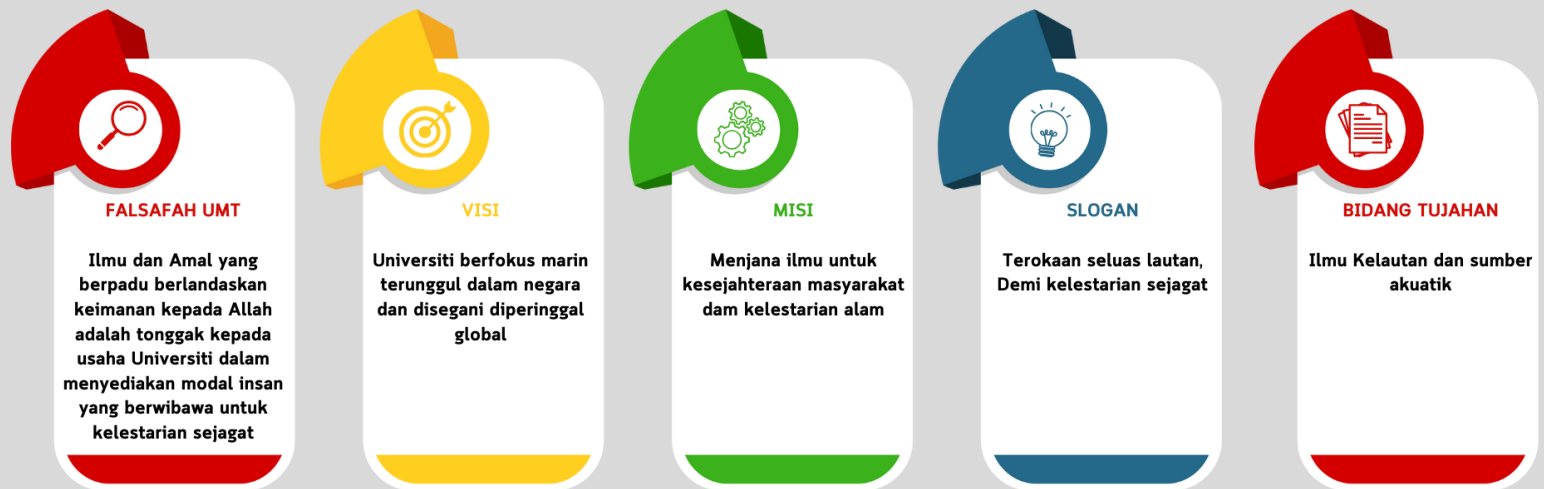 FALSAFAH UMT
Ilmu dan Amal yang
berpadu berlandaskan
keimanan kepada Allah
adalah tonggak kepada
usaha Universiti dalam
menyediakan modal insan
yang berwibawa untuk
kelestarian sejagat
VISI
Universiti berfokus marin
terunggul dalam negara
dan disegani diperinggal
global
MISI
Menjana ilmu untuk
kesejahteraan masyarakat
dam kelestarian alam
SLOGAN
Terokaan seluas lautan,
Demi kelestarian sejagat
BIDANG TUJAHAN
Ilmu Kelautan dan sumber
akuatik